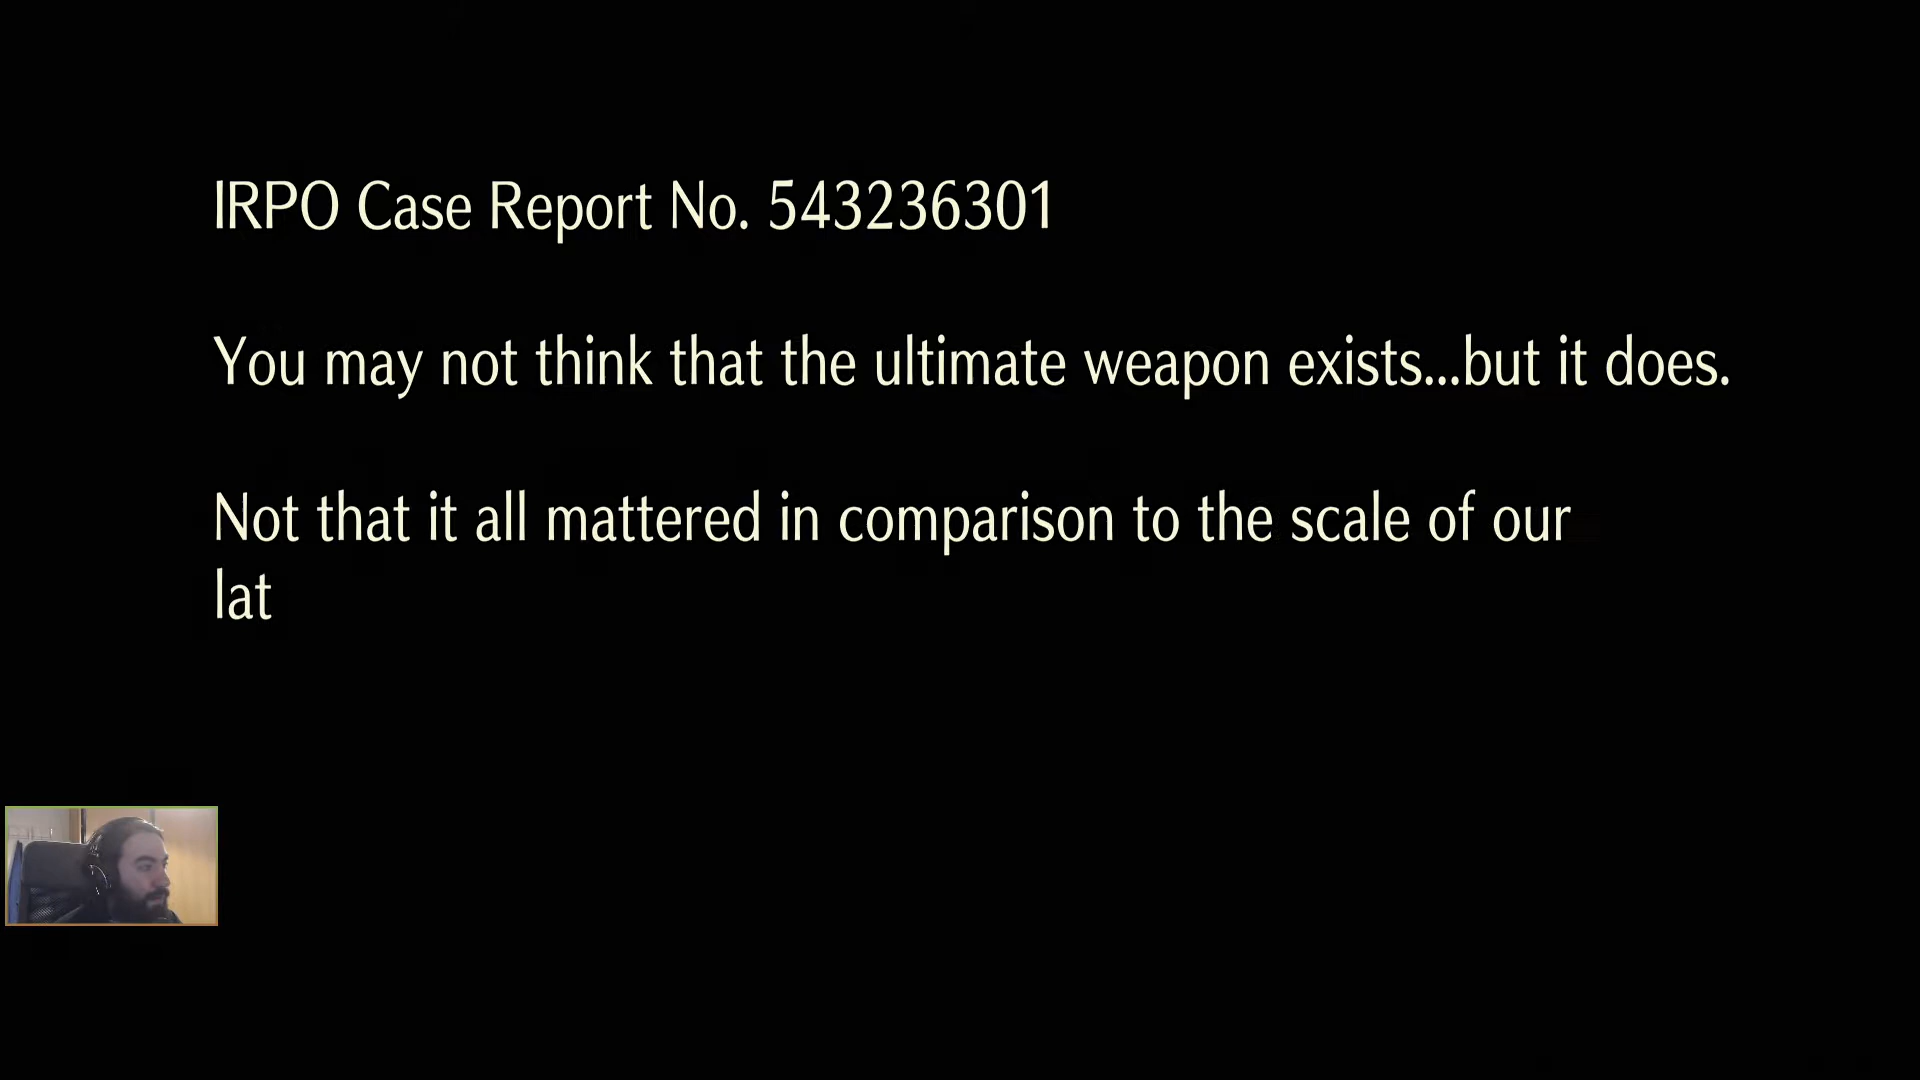 IRPO Case Report No. 543236301
You may not think that the ultimate weapon exists...but it does.
Not that it all mattered in comparison to the scale of our
lat